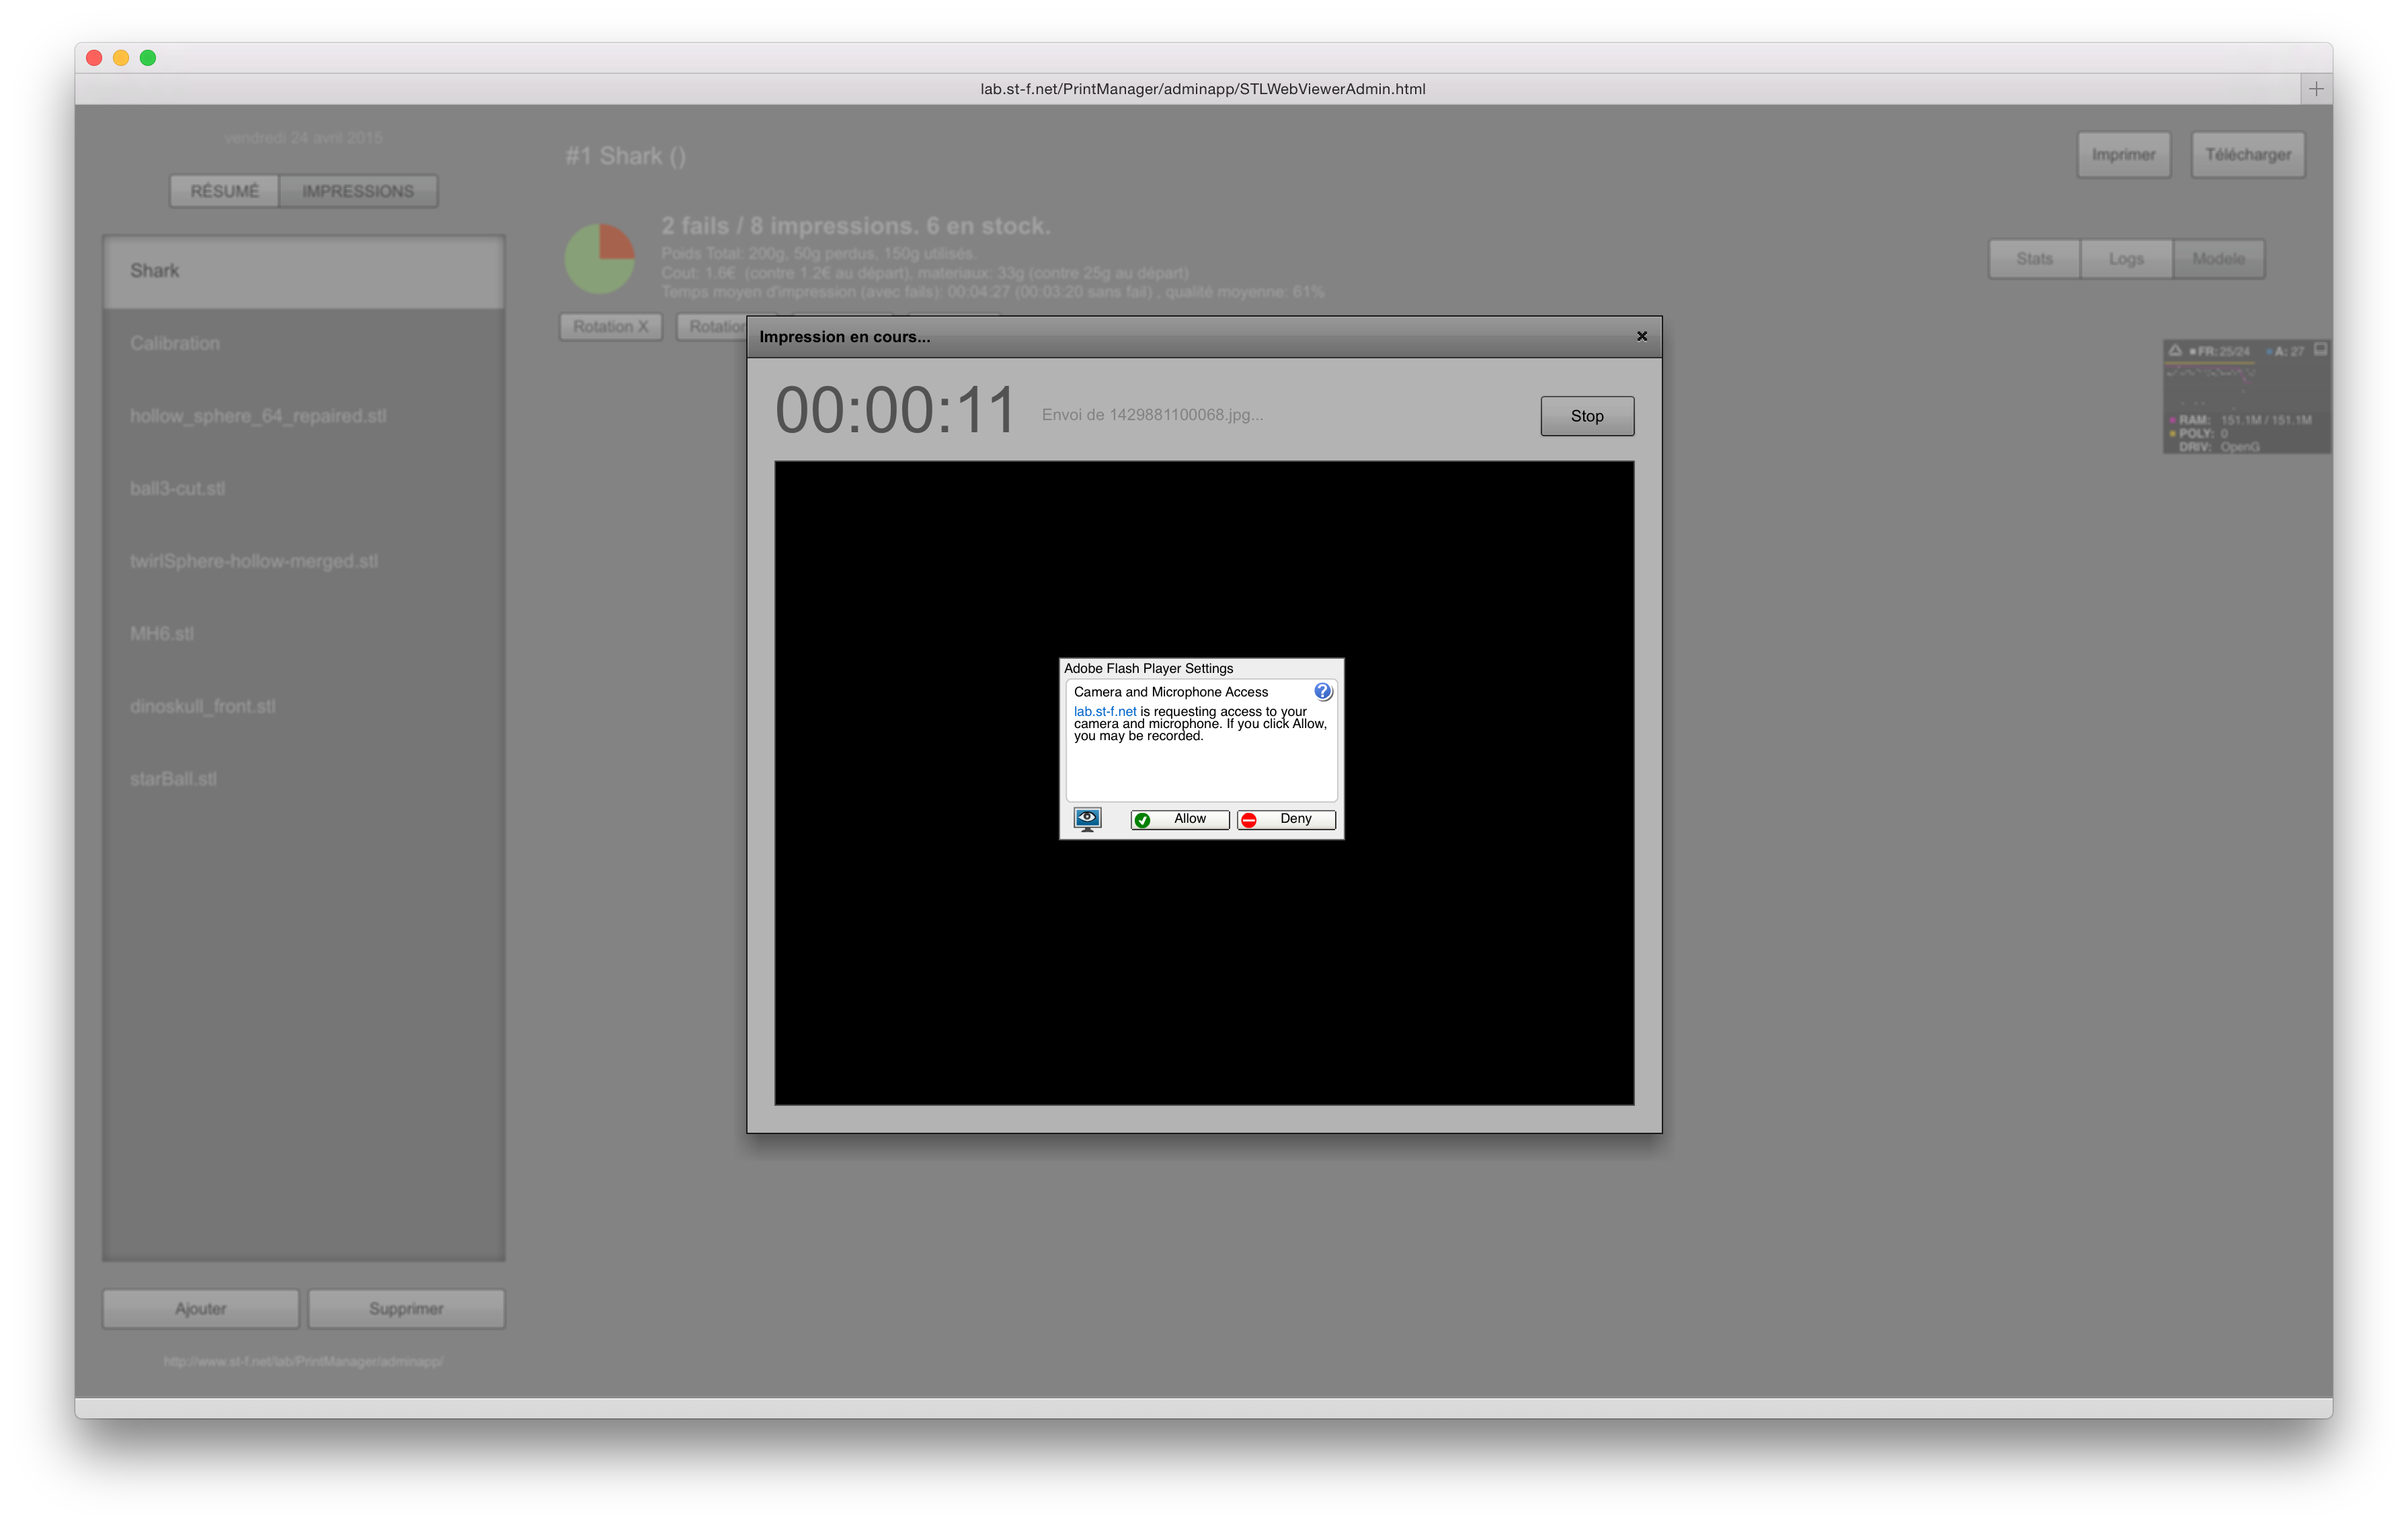 lab.st-f.net/PrintManager/adminapp/STLWebViewerAdmin.html
vendredi 24 avril 2015
RÉSUMÉ IMPRESSIONS
Shark
Calibration
hollow_sphere_64_repaired.stl
ball3-cut.stl
twirlSphere-hollow-merged.stl
MH6.stl
dinoskull_front.stl
starBall.stl
Ajouter Supprimer
http://www.st-f.net/lab/PrintManager/adminapp/
#1 Shark ()
Imprimer Télécharger
2 fails / 8 impressions. 6 en stock.
Poids Total: 200g, 50g perdus, 150g utilisés.
Cout: 1.6€ (contre 1.2€ au départ), materiaux: 33g (contre 25g au départ)
Temps moyen d'impression (avec fails): 00:04:27 (00:03:20 sans fail) , qualité moyenne: 61%
Stats Logs Modele
Rotation X Rotation
FR: 25/24 A: 27
RAM: 151.1M / 151.1M
POLY: 0
DRIV: OpenG
Impression en cours...
00:00:11 Envoi de 1429881100068.jpg... Stop
Adobe Flash Player Settings
Camera and Microphone Access
lab.st-f.net is requesting access to your
camera and microphone. If you click Allow,
you may be recorded.
Allow Deny